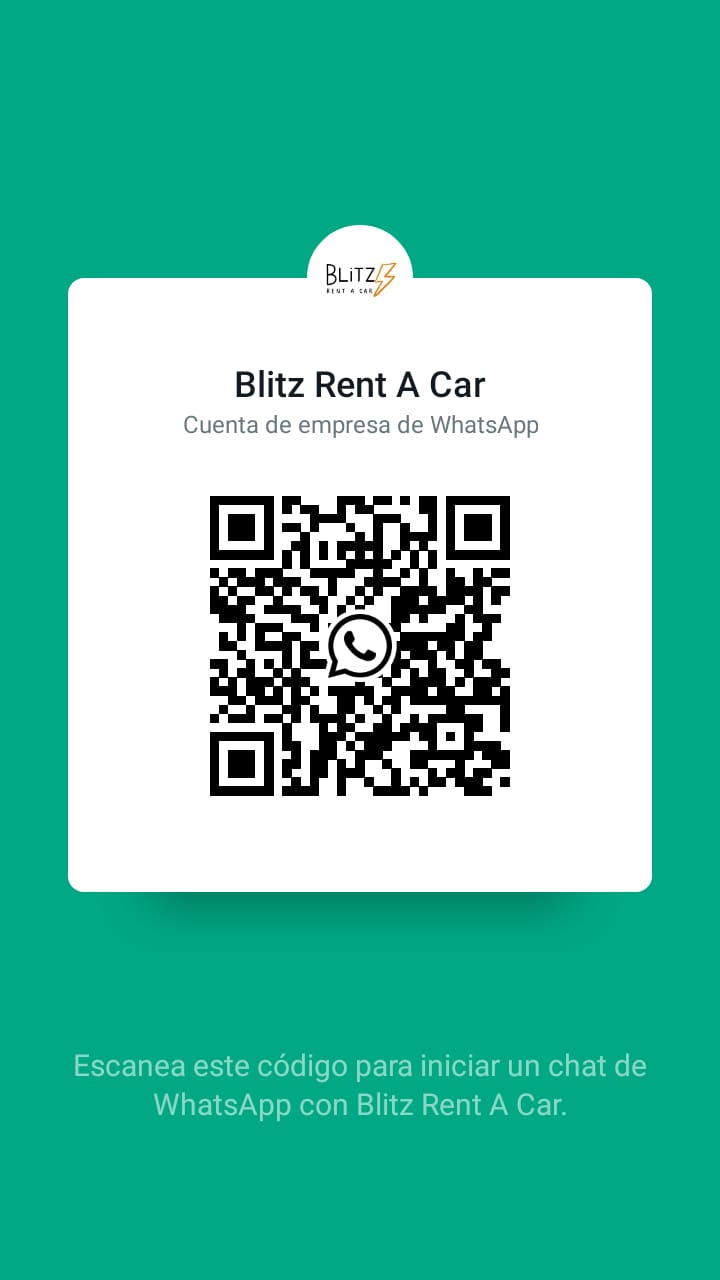 BLiTZ
RENT A CAR
Blitz Rent A Car
Cuenta de empresa de WhatsApp
Escanea este código para iniciar un chat de
WhatsApp con Blitz Rent A Car.